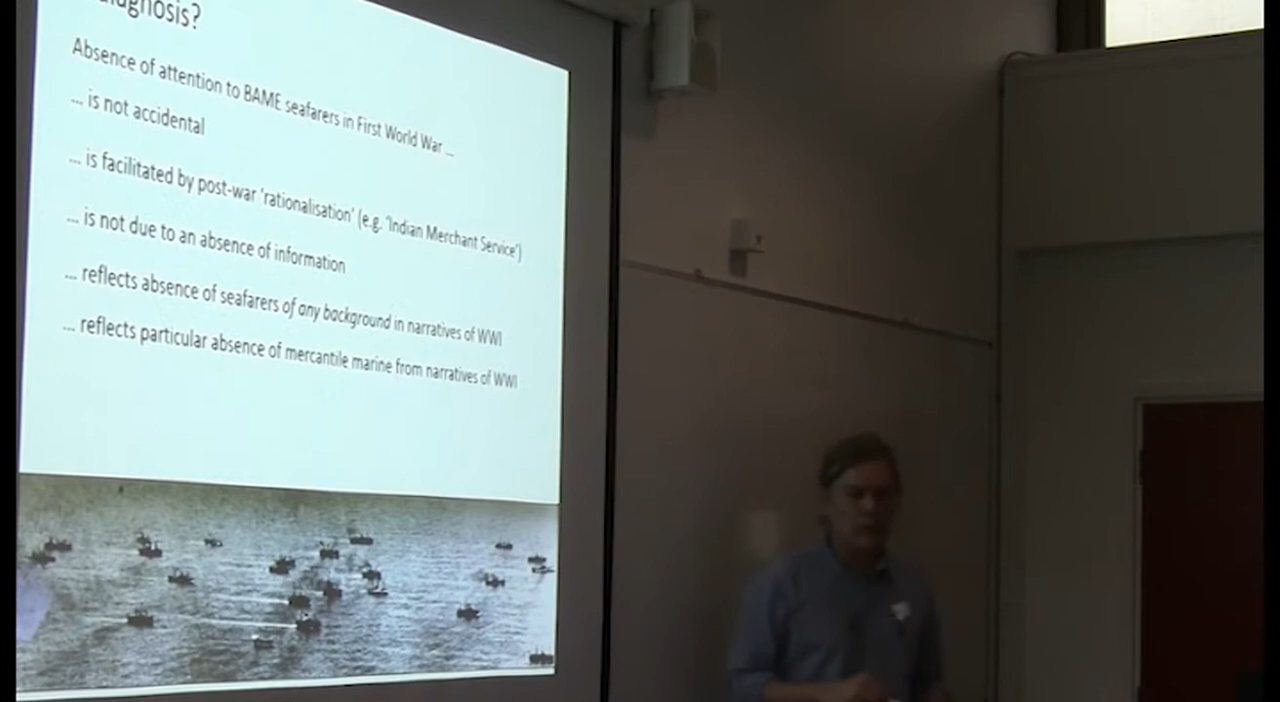 Absence of attention to BAME seafarers in First World War ...
... is not accidental
... is facilitated by post-war 'rationalisation' (e.g. 'Indian Merchant Service')
... is not due to an absence of information
... reflects absence of seafarers of any background in narratives of WWI
... reflects particular absence of mercantile marine from narratives of WWI